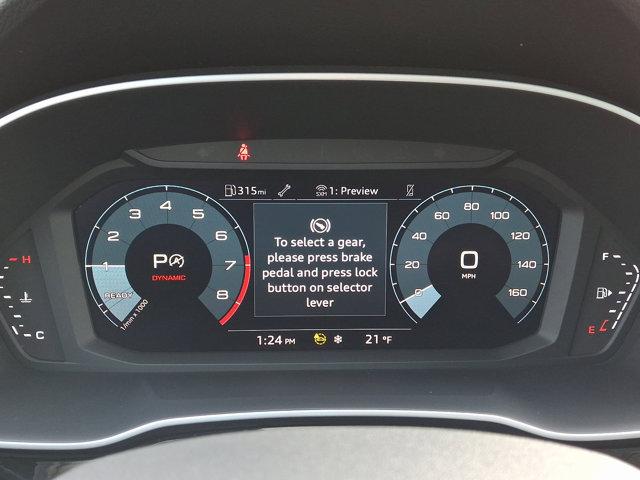 315mi
SXM 1: Preview
1
2
3
4
5
6
7
8
P
DYNAMIC
READY
1/min x 1000
To select a gear,
please press brake
pedal and press lock
button on selector
lever
0
20
40
60
80
100
120
140
160
0
MPH
H
C
F
E
1:24 PM
21 °F